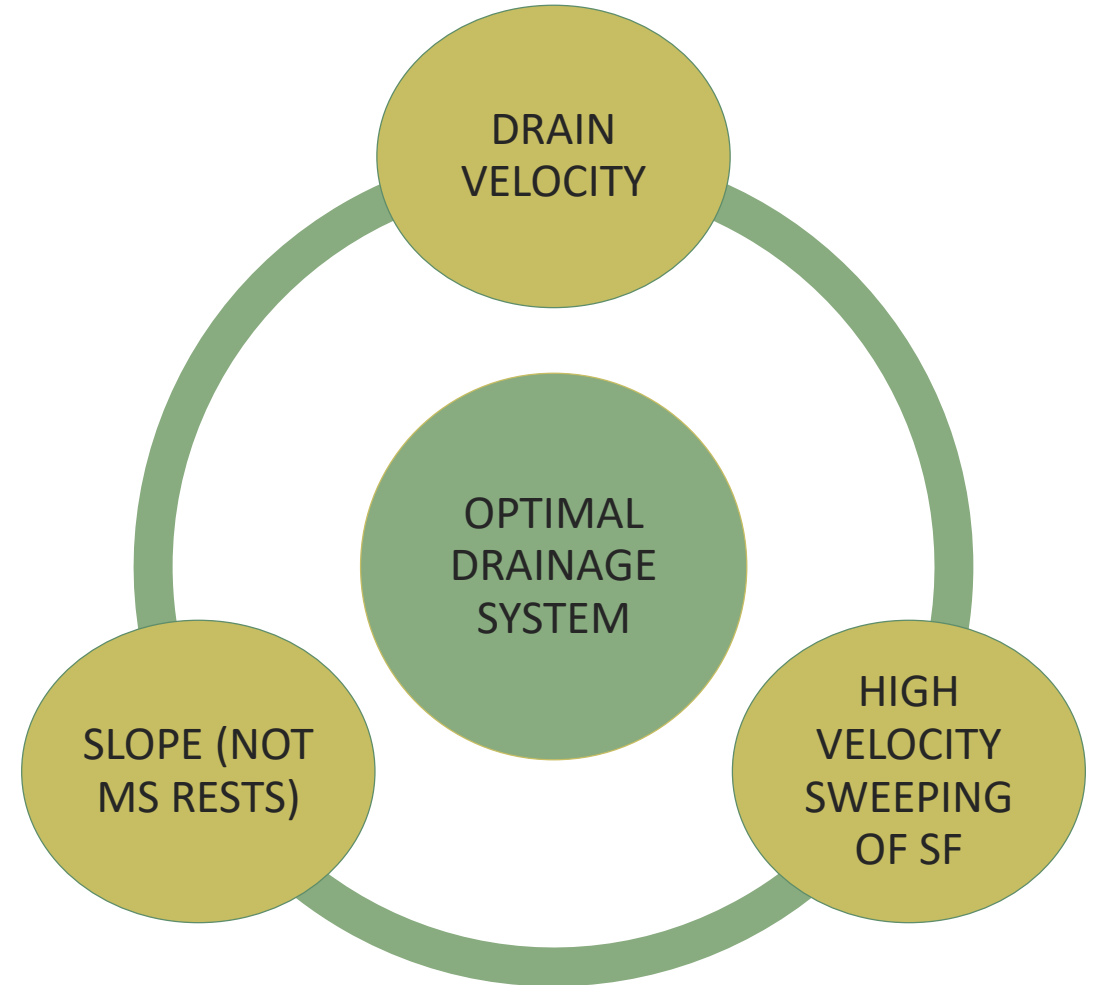 DRAIN
VELOCITY
OPTIMAL
DRAINAGE
SYSTEM
HIGH
VELOCITY
SWEEPING
OF SF
SLOPE (NOT
MS RESTS)